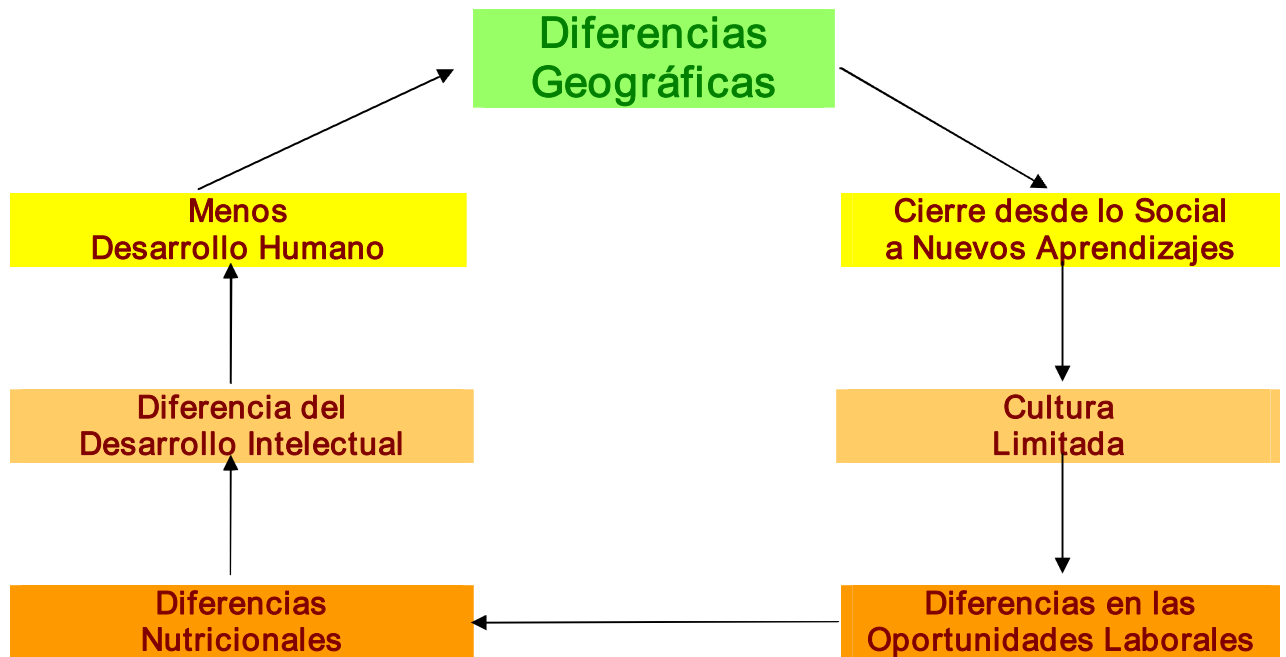 Diferencias
Geográficas
Menos
Desarrollo Humano
Cierre desde lo Social
a Nuevos Aprendizajes
Diferencia del
Desarrollo Intelectual
Cultura
Limitada
Diferencias
Nutricionales
Diferencias en las
Oportunidades Laborales